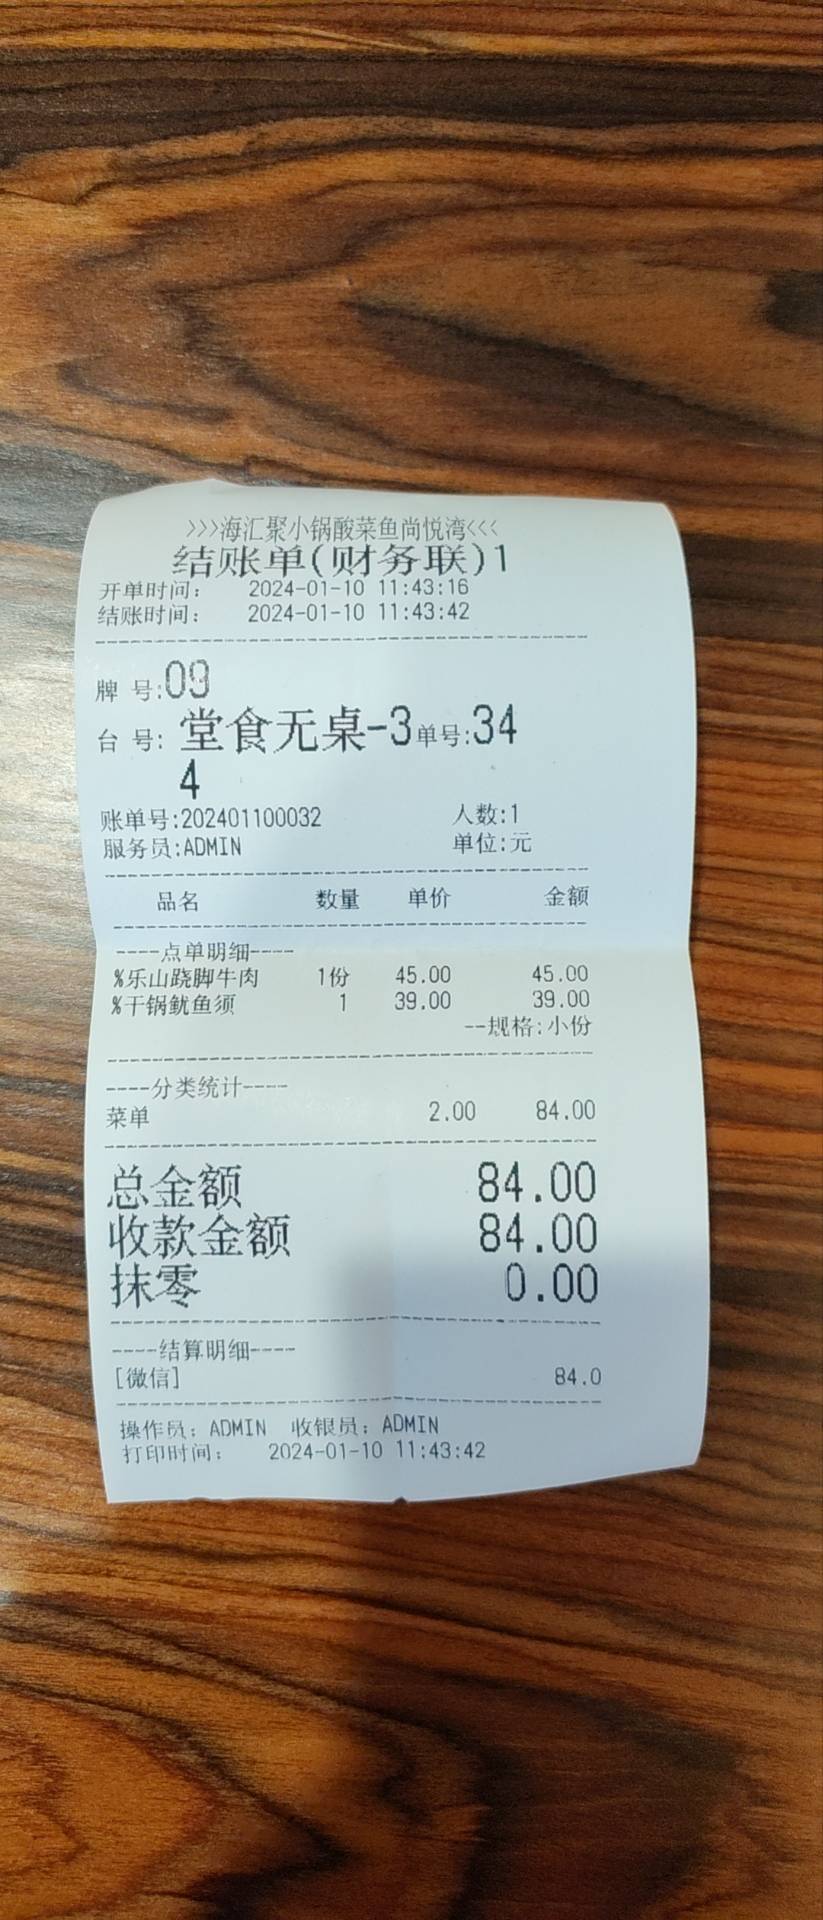 >>>海汇聚小锅酸菜鱼尚悦湾<<<
结账单(财务联)1
开单时间: 2024-01-10 11:43:16
结账时间: 2024-01-10 11:43:42
牌 号:09
台 号: 堂食无桌-3单号:34
4
账单号:202401100032 人数:1
服务员:ADMIN 单位:元
品名 数量 单价 金额
----点单明细----
%乐山跷脚牛肉 1份 45.00 45.00
%干锅鱿鱼须 1 39.00 39.00
--规格:小份
----分类统计----
菜单 2.00 84.00
总金额 84.00
收款金额 84.00
抹零 0.00
----结算明细----
[微信] 84.0
操作员: ADMIN 收银员: ADMIN
打印时间: 2024-01-10 11:43:42